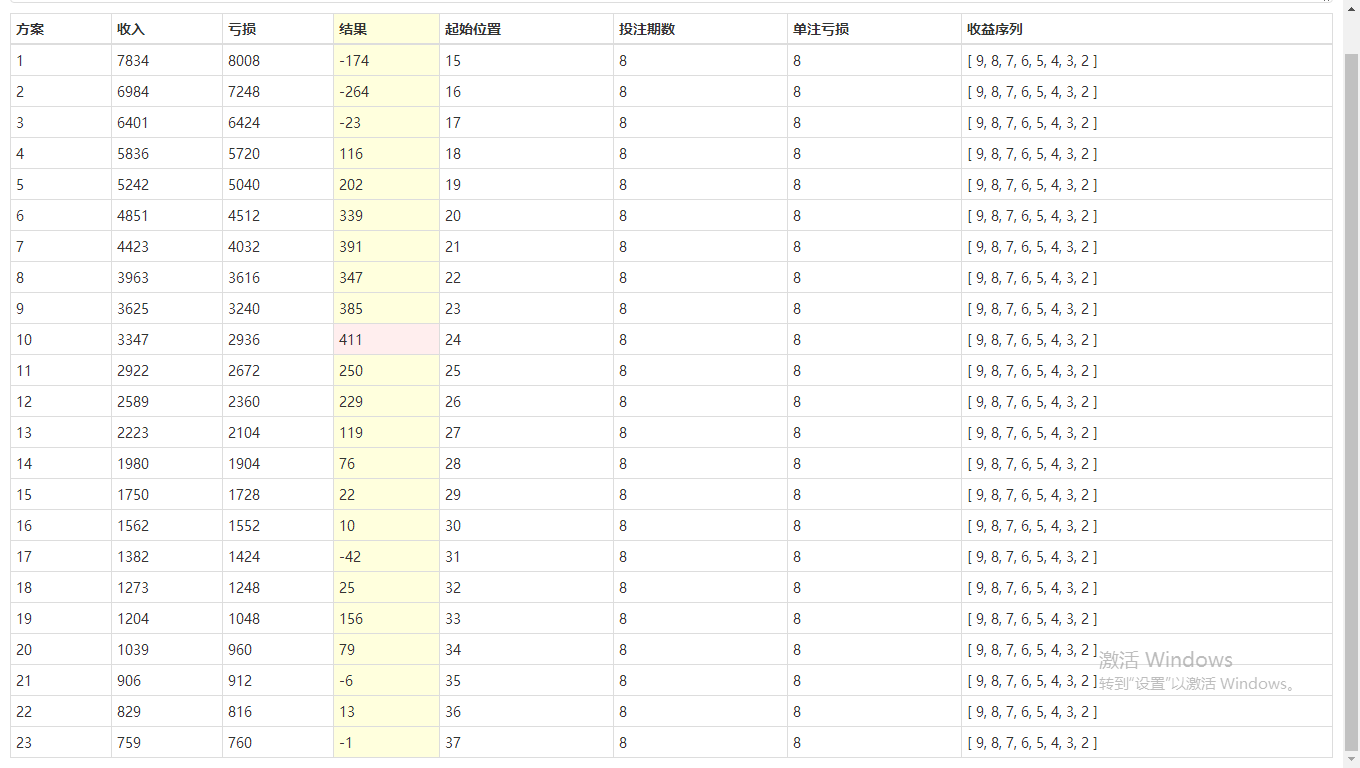 方案 收入 亏损 结果 起始位置 投注期数 单注亏损 收益序列
1 7834 8008 -174 15 8 8 [ 9, 8, 7, 6, 5, 4, 3, 2 ]
2 6984 7248 -264 16 8 8 [ 9, 8, 7, 6, 5, 4, 3, 2 ]
3 6401 6424 -23 17 8 8 [ 9, 8, 7, 6, 5, 4, 3, 2 ]
4 5836 5720 116 18 8 8 [ 9, 8, 7, 6, 5, 4, 3, 2 ]
5 5242 5040 202 19 8 8 [ 9, 8, 7, 6, 5, 4, 3, 2 ]
6 4851 4512 339 20 8 8 [ 9, 8, 7, 6, 5, 4, 3, 2 ]
7 4423 4032 391 21 8 8 [ 9, 8, 7, 6, 5, 4, 3, 2 ]
8 3963 3616 347 22 8 8 [ 9, 8, 7, 6, 5, 4, 3, 2 ]
9 3625 3240 385 23 8 8 [ 9, 8, 7, 6, 5, 4, 3, 2 ]
10 3347 2936 411 24 8 8 [ 9, 8, 7, 6, 5, 4, 3, 2 ]
11 2922 2672 250 25 8 8 [ 9, 8, 7, 6, 5, 4, 3, 2 ]
12 2589 2360 229 26 8 8 [ 9, 8, 7, 6, 5, 4, 3, 2 ]
13 2223 2104 119 27 8 8 [ 9, 8, 7, 6, 5, 4, 3, 2 ]
14 1980 1904 76 28 8 8 [ 9, 8, 7, 6, 5, 4, 3, 2 ]
15 1750 1728 22 29 8 8 [ 9, 8, 7, 6, 5, 4, 3, 2 ]
16 1562 1552 10 30 8 8 [ 9, 8, 7, 6, 5, 4, 3, 2 ]
17 1382 1424 -42 31 8 8 [ 9, 8, 7, 6, 5, 4, 3, 2 ]
18 1273 1248 25 32 8 8 [ 9, 8, 7, 6, 5, 4, 3, 2 ]
19 1204 1048 156 33 8 8 [ 9, 8, 7, 6, 5, 4, 3, 2 ]
20 1039 960 79 34 8 8 [ 9, 8, 7, 6, 5, 4, 3, 2 ]
激活 Windows
21 906 912 -6 35 8 8 [ 9, 8, 7, 6, 5, 4, 3, 2 ]
转到“设置”以激活 Windows。
22 829 816 13 36 8 8 [ 9, 8, 7, 6, 5, 4, 3, 2 ]
23 759 760 -1 37 8 8 [ 9, 8, 7, 6, 5, 4, 3, 2 ]